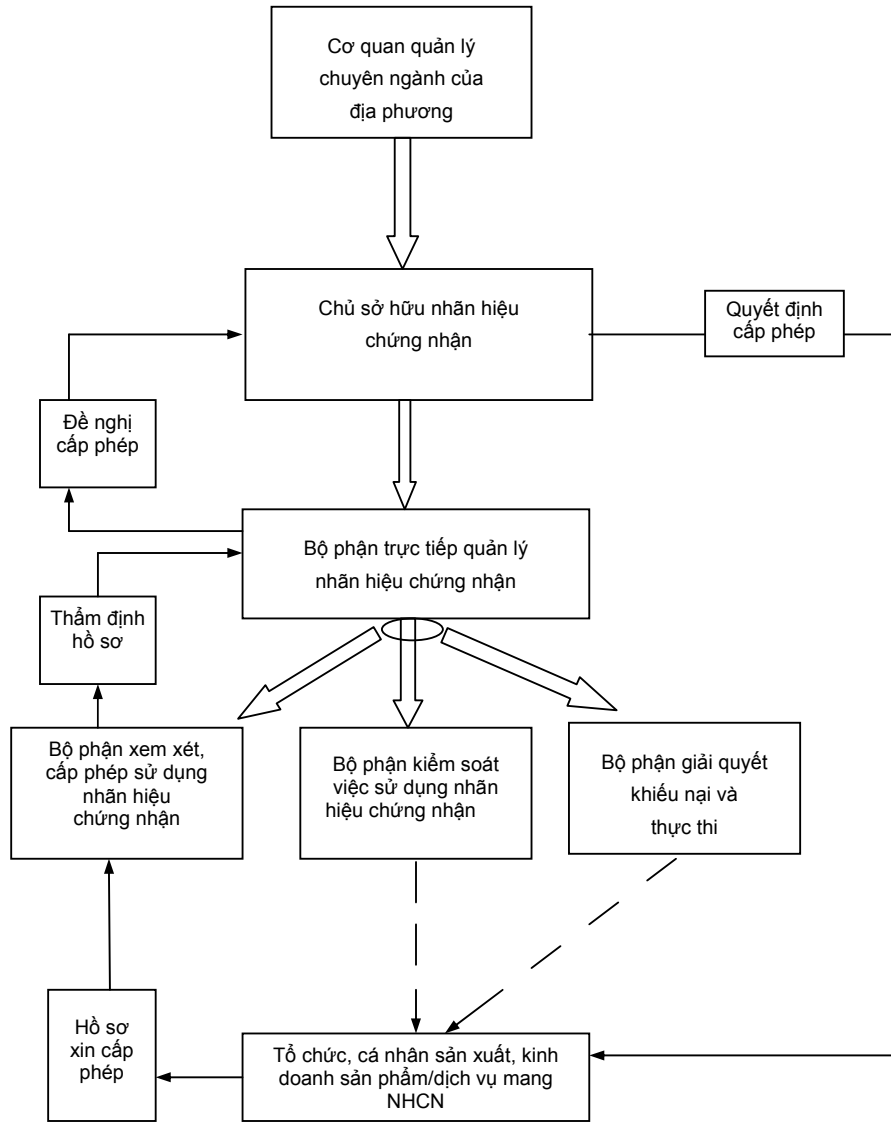 Cơ quan quản lý
chuyên ngành của
địa phương
Chủ sở hữu nhãn hiệu
chứng nhận
Quyết định
cấp phép
Đề nghị
cấp phép
Bộ phận trực tiếp quản lý
nhãn hiệu chứng nhận
Thẩm định
hồ sơ
Bộ phận xem xét,
cấp phép sử dụng
nhãn hiệu
chứng nhận
Bộ phận kiểm soát
việc sử dụng nhãn
hiệu chứng nhận
Bộ phận giải quyết
khiếu nại và
thực thi
Hồ sơ
xin cấp
phép
Tổ chức, cá nhân sản xuất, kinh
doanh sản phẩm/dịch vụ mang
NHCN